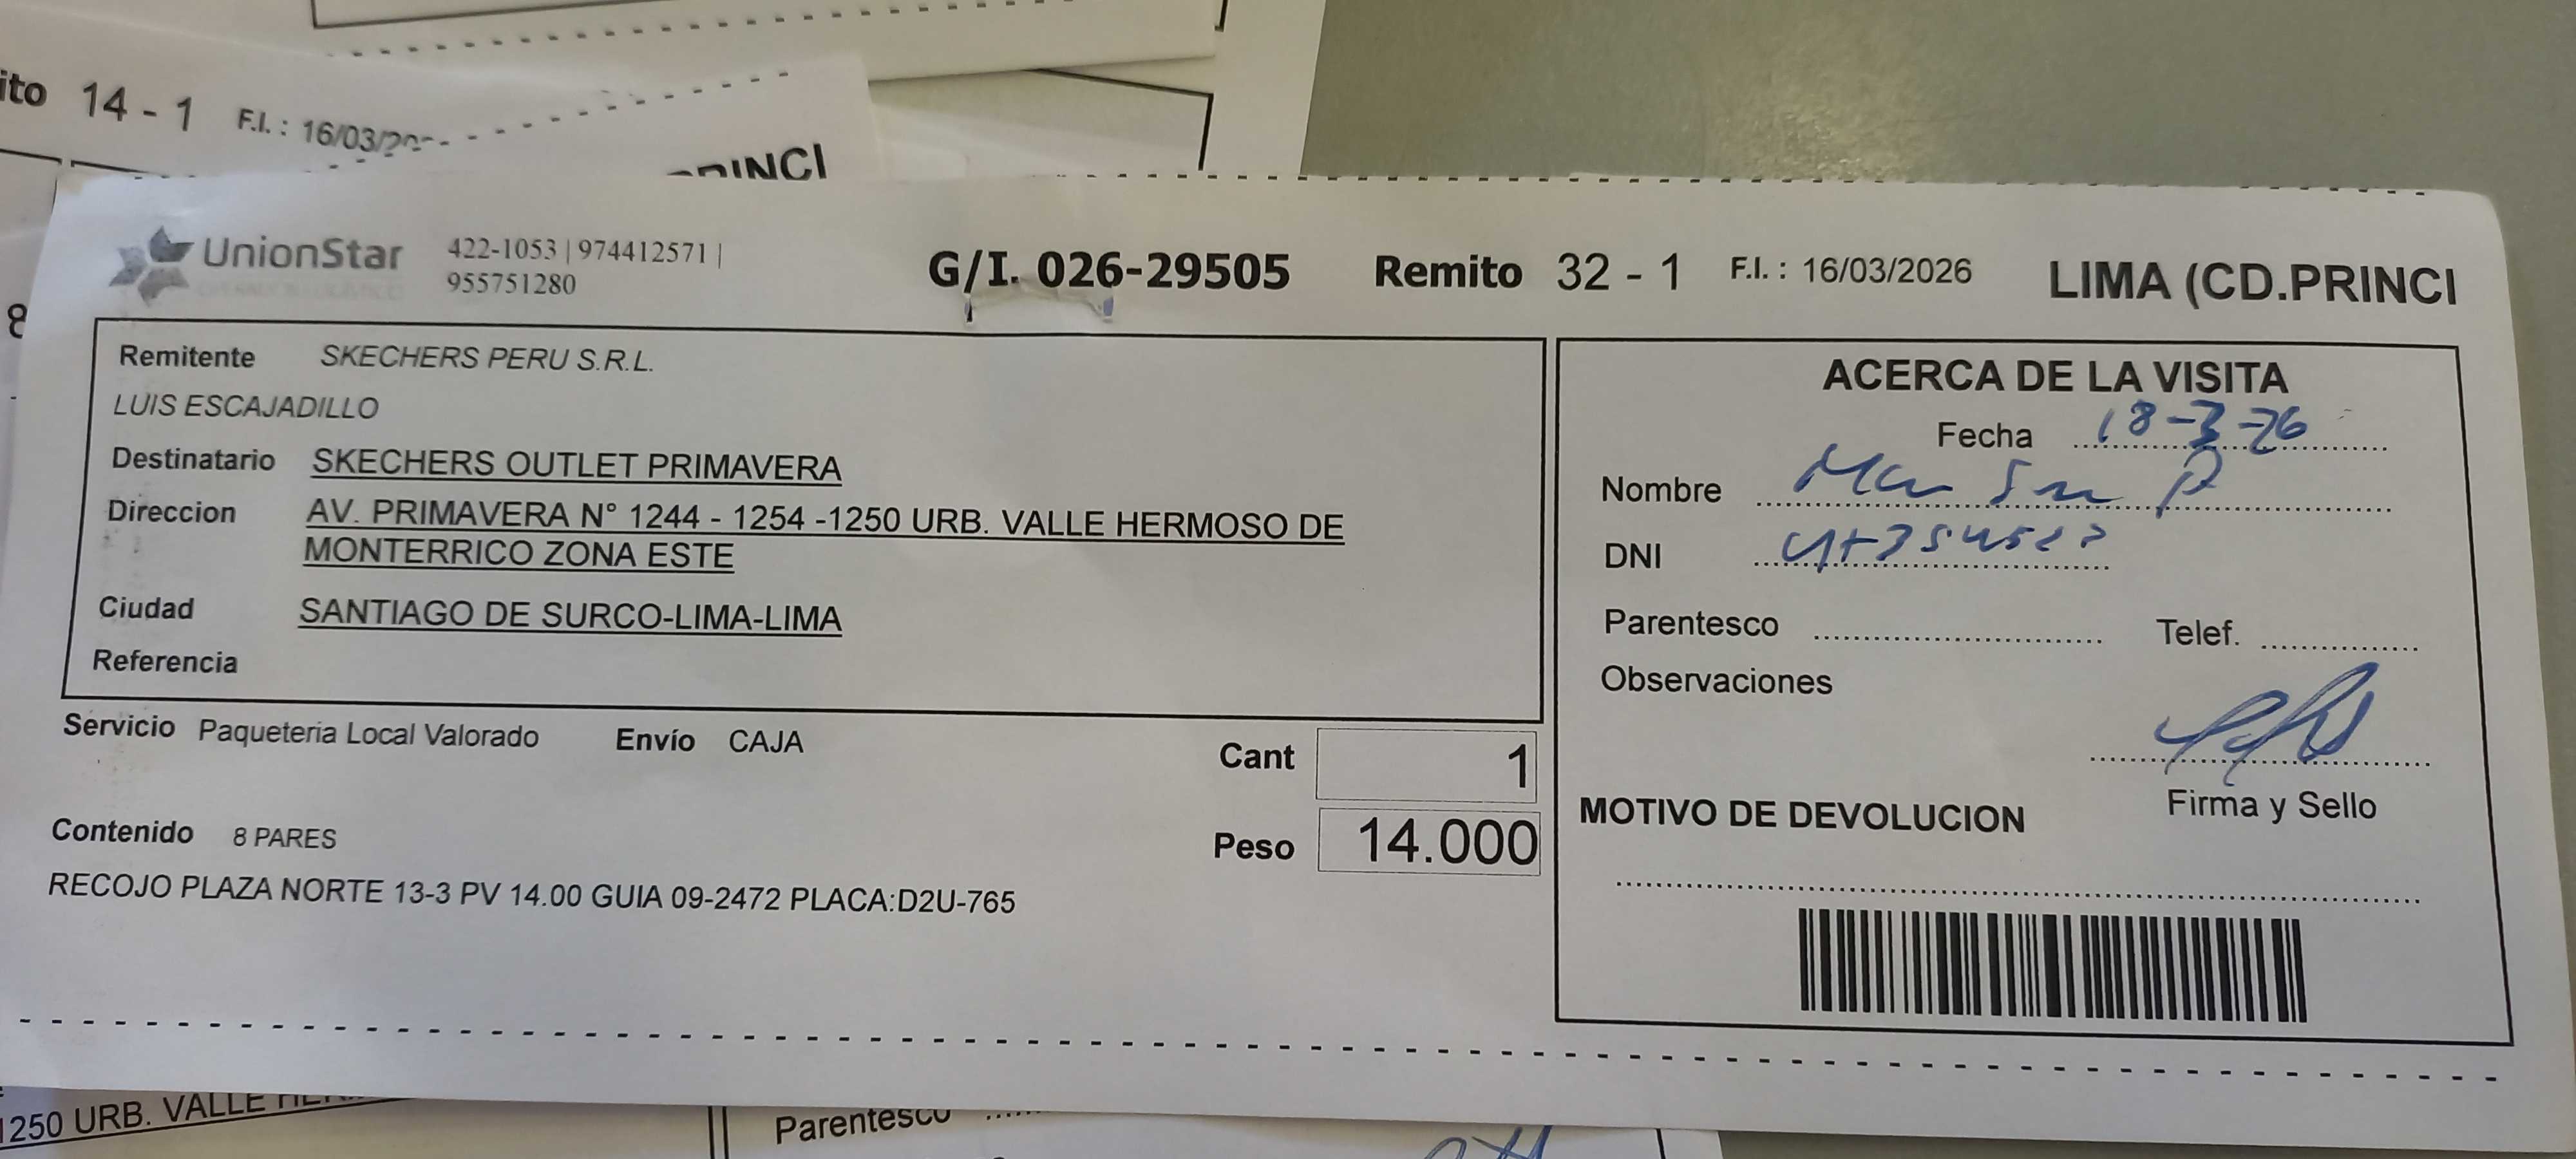 ito 14 - 1 F.I. : 16/03/
PRINCI
8
UnionStar 422-1053 | 974412571 |
955751280
G/I. 026-29505 Remito 32 - 1 F.I. : 16/03/2026 LIMA (CD.PRINCI
Remitente SKECHERS PERU S.R.L.
LUIS ESCAJADILLO
Destinatario SKECHERS OUTLET PRIMAVERA
Direccion AV. PRIMAVERA N° 1244 - 1254 -1250 URB. VALLE HERMOSO DE
MONTERRICO ZONA ESTE
Ciudad SANTIAGO DE SURCO-LIMA-LIMA
Referencia
Servicio Paqueteria Local Valorado Envío CAJA
Cant 1
Peso 14.000
Contenido 8 PARES
RECOJO PLAZA NORTE 13-3 PV 14.00 GUIA 09-2472 PLACA:D2U-765
ACERCA DE LA VISITA
Fecha 18-3-26
Nombre
DNI
Parentesco Telef.
Observaciones
Firma y Sello
MOTIVO DE DEVOLUCION
1250 URB. VALLE
Parentesco